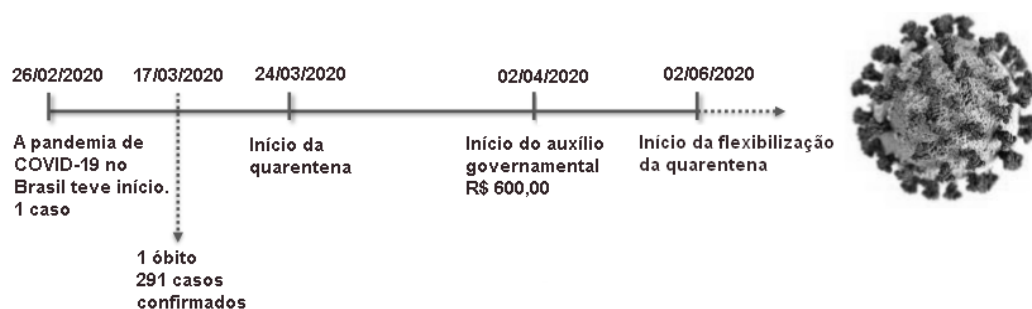 26/02/2020
17/03/2020
24/03/2020
02/04/2020
02/06/2020
A pandemia de
COVID-19 no
Brasil teve início.
1 caso
1 óbito
291 casos
confirmados
Início da
quarentena
Início do auxílio
governamental
R$ 600,00
Início da flexibilização
da quarentena